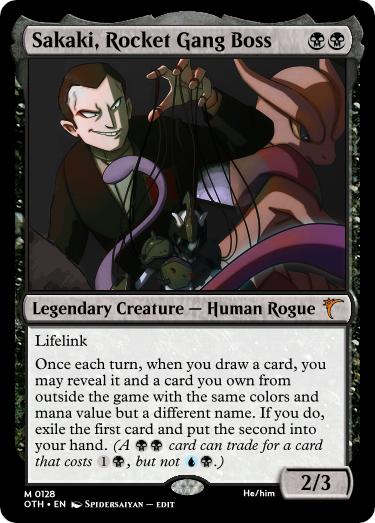 Sakaki, Rocket Gang Boss
Legendary Creature — Human Rogue
Lifelink
Once each turn, when you draw a card, you
may reveal it and a card you own from
outside the game with the same colors and
mana value but a different name. If you do,
exile the first card and put the second into
your hand. (A card can trade for a card
that costs 1 , but not .)
2/3
M 0128
He/him
OTH • EN Spidersaiyan — edit